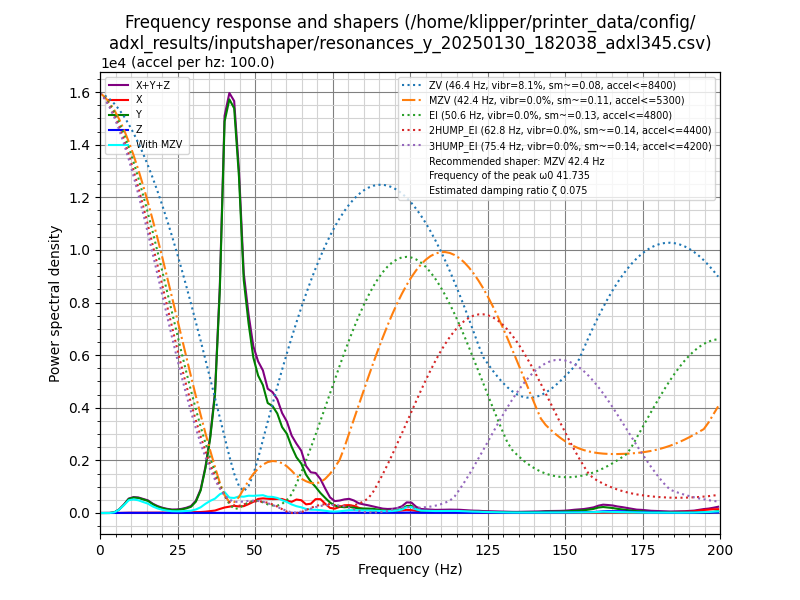 Frequency response and shapers (/home/klipper/printer_data/config/
adxl_results/inputshaper/resonances_y_20250130_182038_adxl345.csv)
1e4 (accel per hz: 100.0)
X+Y+Z
X
Y
Z
With MZV
ZV (46.4 Hz, vibr=8.1%, sm~=0.08, accel<=8400)
MZV (42.4 Hz, vibr=0.0%, sm~=0.11, accel<=5300)
EI (50.6 Hz, vibr=0.0%, sm~=0.13, accel<=4800)
2HUMP_EI (62.8 Hz, vibr=0.0%, sm~=0.14, accel<=4400)
3HUMP_EI (75.4 Hz, vibr=0.0%, sm~=0.14, accel<=4200)
Recommended shaper: MZV 42.4 Hz
Frequency of the peak ω0 41.735
Estimated damping ratio ζ 0.075
Power spectral density
1.6
1.4
1.2
1.0
0.8
0.6
0.4
0.2
0.0
0 25 50 75 100 125 150 175 200
Frequency (Hz)